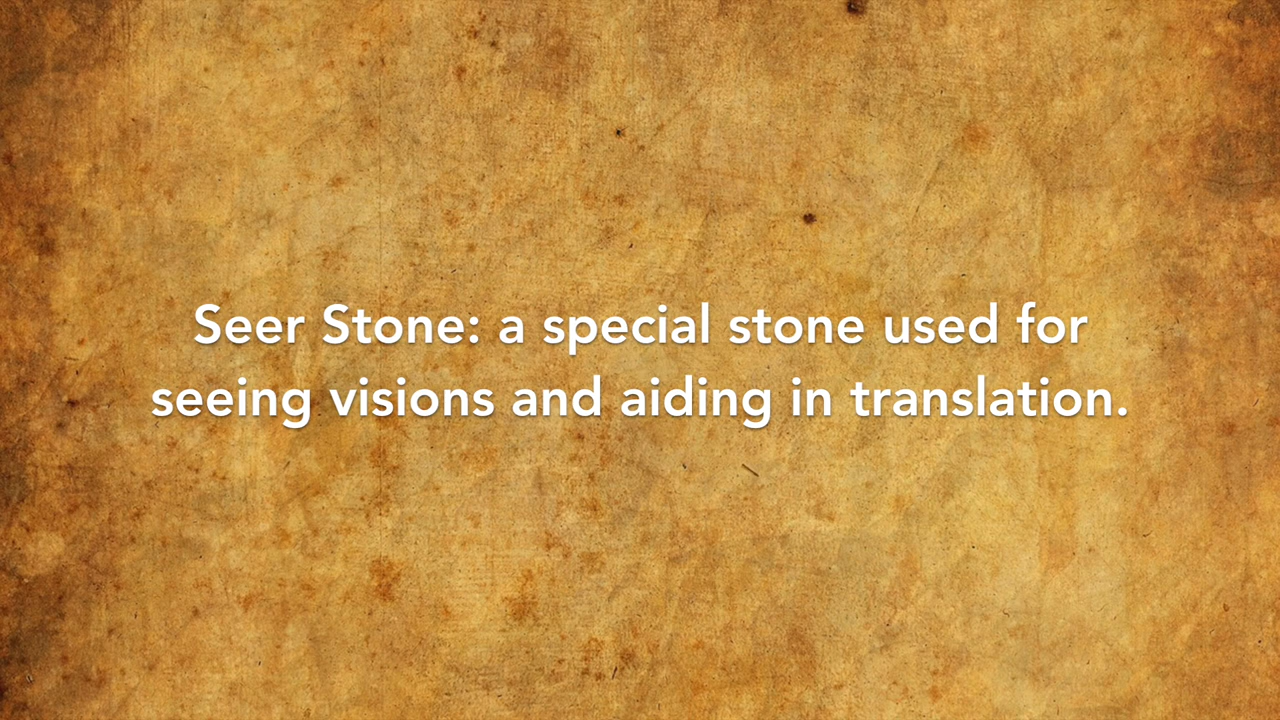 Seer Stone: a special stone used for
seeing visions and aiding in translation.